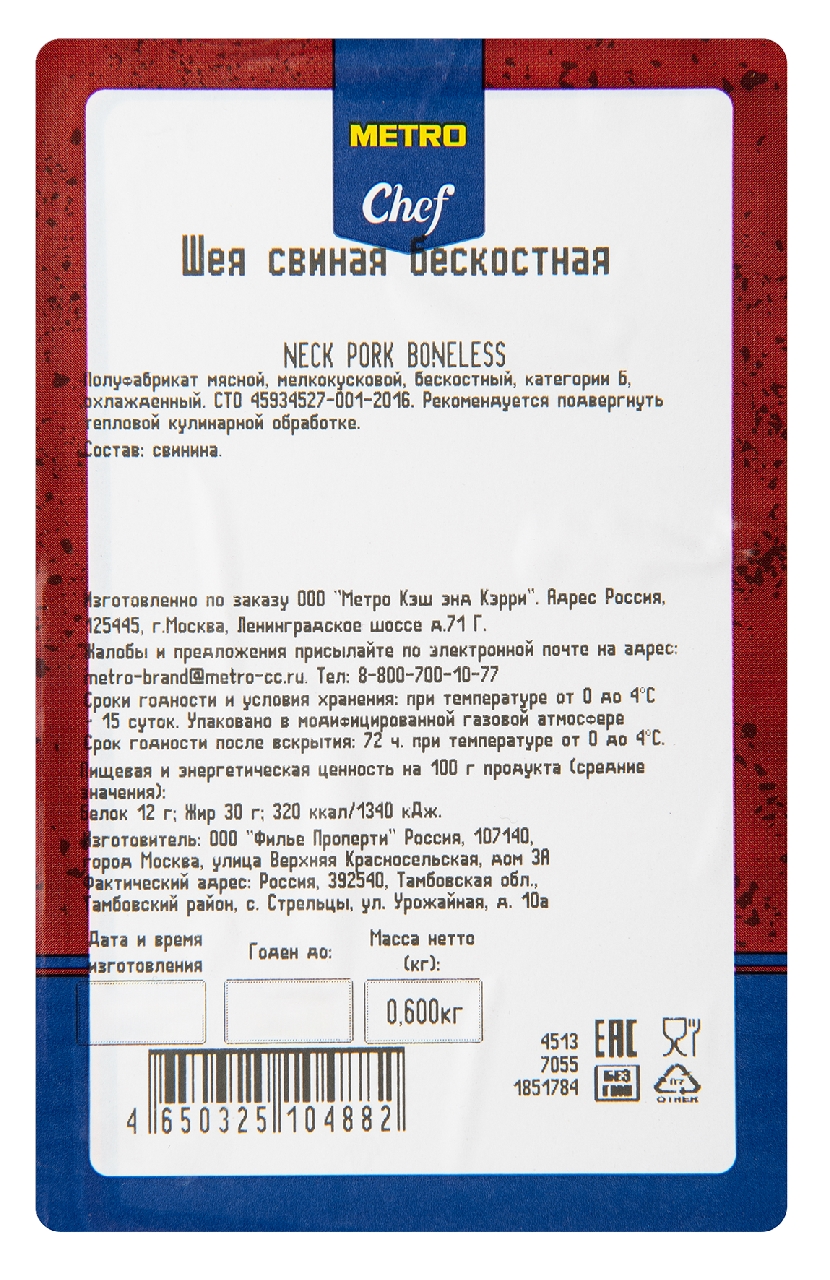 METRO
Chef
Шея свиная бескостная
NECK PORK BONELESS
Полуфабрикат мясной, мелкокусковой, бескостный, категории Б,
охлажденный. СТО 45934527-001-2016. Рекомендуется подвергнуть
тепловой кулинарной обработке.
Состав: свинина.
Изготовленно по заказу ООО "Метро Кэш энд Кэрри". Адрес Россия,
125445, г.Москва, Ленинградское шоссе д.71 Г.
Жалобы и предложения присылайте по электронной почте на адрес:
metro-brand@metro-cc.ru. Тел: 8-800-700-10-77
Сроки годности и условия хранения: при температуре от 0 до 4°С
- 15 суток. Упаковано в модифицированной газовой атмосфере
Срок годности после вскрытия: 72 ч. при температуре от 0 до 4°С.
Пищевая и энергетическая ценность на 100 г продукта (средние
значения):
Белок 12 г; Жир 30 г; 320 ккал/1340 кДж.
Изготовитель: ООО "Филье Проперти" Россия, 107140,
город Москва, улица Верхняя Красносельская, дом 3А
Фактический адрес: Россия, 392540, Тамбовская обл.,
Тамбовский район, с. Стрельцы, ул. Урожайная, д. 10а
Дата и время
изготовления
Годен до:
Масса нетто
(кг):
0,600кг
4513
7055
1851784
EAC
БЕЗ
ГМО
07
OTHER
4 650325 104882